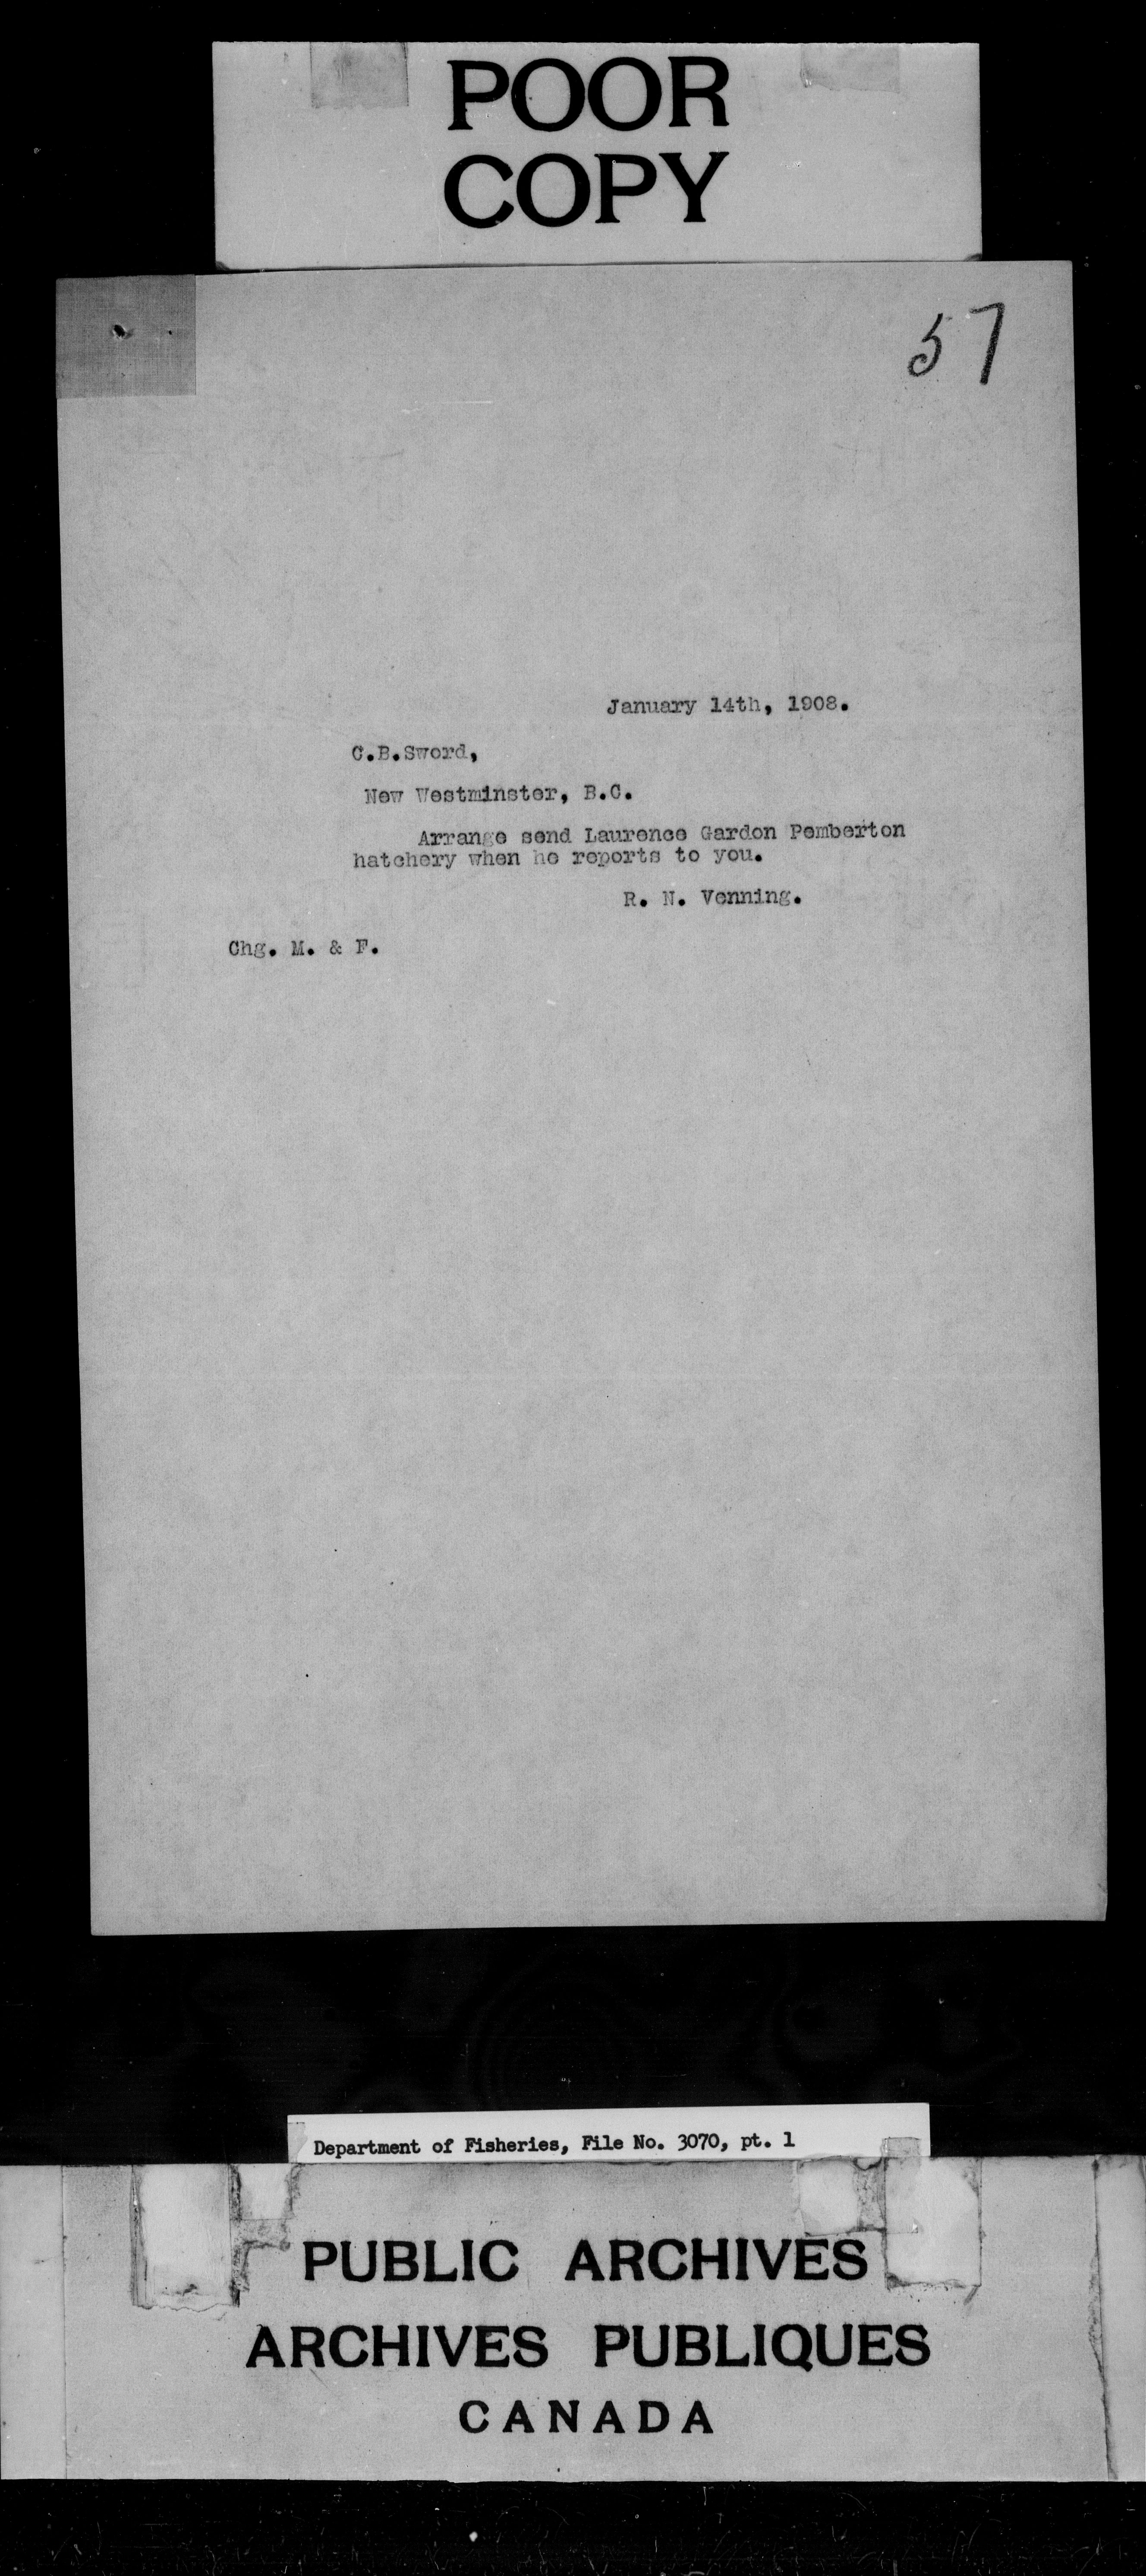 POOR
COPY
57
January 14th, 1908.
C.B.Sword,
New Westminster, B.C.
Arrange send Laurence Gardon Pemberton
hatchery when he reports to you.
R. N. Venning.
Chg. M. & F.
Department of Fisheries, File No. 3070, pt. 1
PUBLIC ARCHIVES
ARCHIVES PUBLIQUES
CANADA